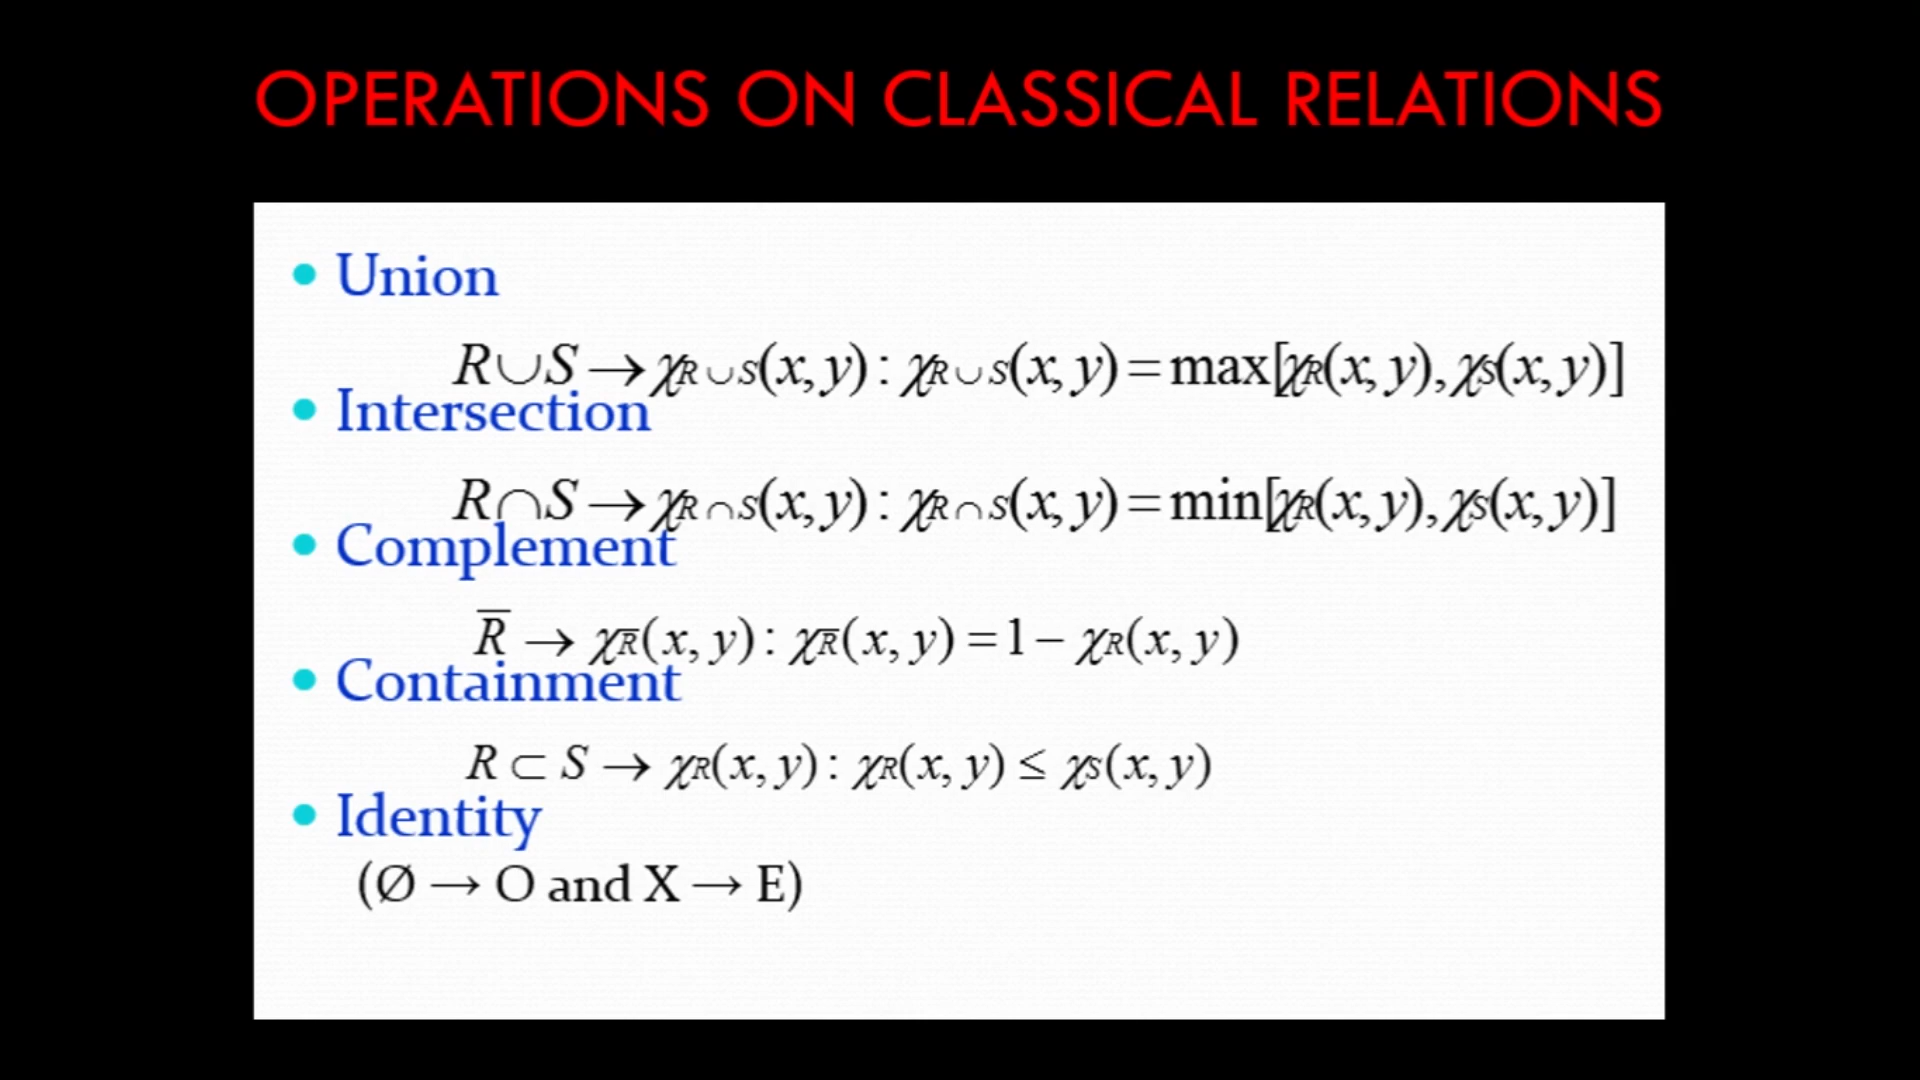 OPERATIONS ON CLASSICAL RELATIONS
• Union
R∪S → χR∪S(x, y) : χR∪S(x, y) = max[χR(x, y), χS(x, y)]
• Intersection
R∩S → χR∩S(x, y) : χR∩S(x, y) = min[χR(x, y), χS(x, y)]
• Complement
R̅ → χR̅(x, y) : χR̅(x, y) = 1 − χR(x, y)
• Containment
R ⊂ S → χR(x, y) : χR(x, y) ≤ χS(x, y)
• Identity
(Ø → O and X → E)